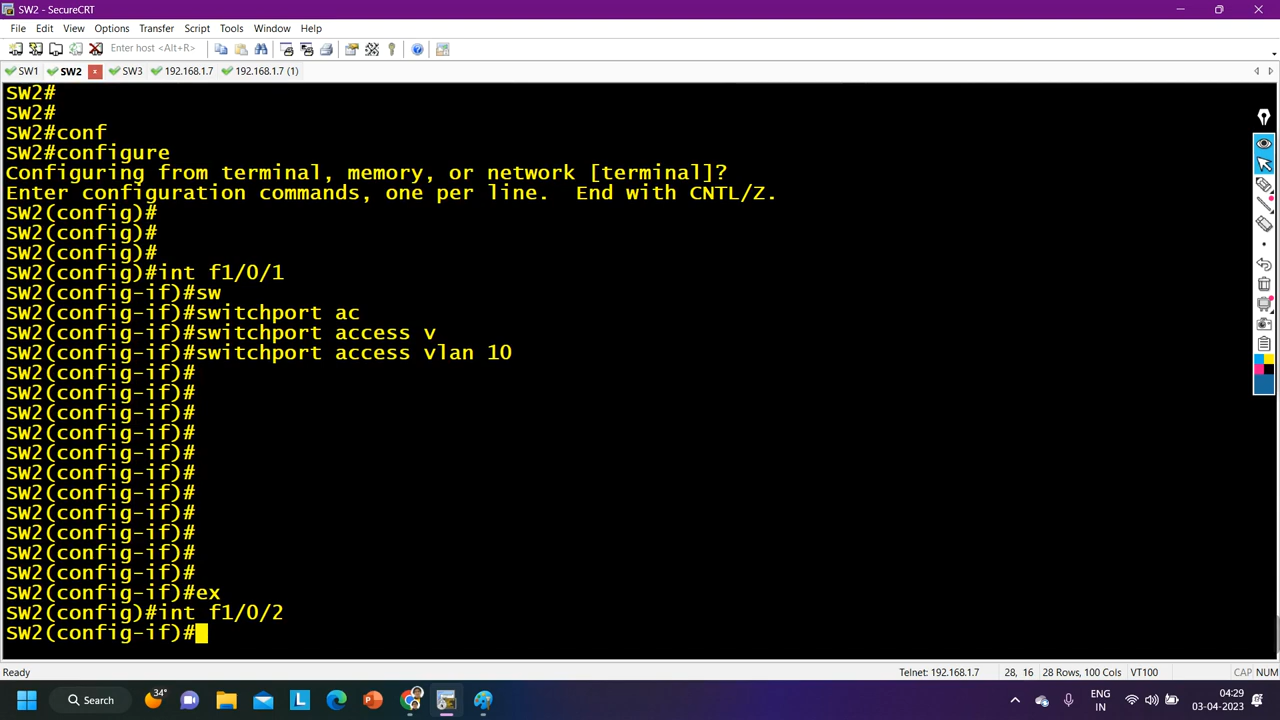 SW2 - SecureCRT
File Edit View Options Transfer Script Tools Window Help
Enter host <Alt+R>
SW1 SW2 x SW3 192.168.1.7 192.168.1.7 (1)
SW2#
SW2#
SW2#conf
SW2#configure
Configuring from terminal, memory, or network [terminal]?
Enter configuration commands, one per line.  End with CNTL/Z.
SW2(config)#
SW2(config)#
SW2(config)#
SW2(config)#int f1/0/1
SW2(config-if)#sw
SW2(config-if)#switchport ac
SW2(config-if)#switchport access v
SW2(config-if)#switchport access vlan 10
SW2(config-if)#
SW2(config-if)#
SW2(config-if)#
SW2(config-if)#
SW2(config-if)#
SW2(config-if)#
SW2(config-if)#
SW2(config-if)#
SW2(config-if)#
SW2(config-if)#
SW2(config-if)#
SW2(config-if)#ex
SW2(config)#int f1/0/2
SW2(config-if)#
Ready Telnet: 192.168.1.7 28, 16 28 Rows, 100 Cols VT100 CAP NUM
34° Search L P ENG IN 04:29 03-04-2023